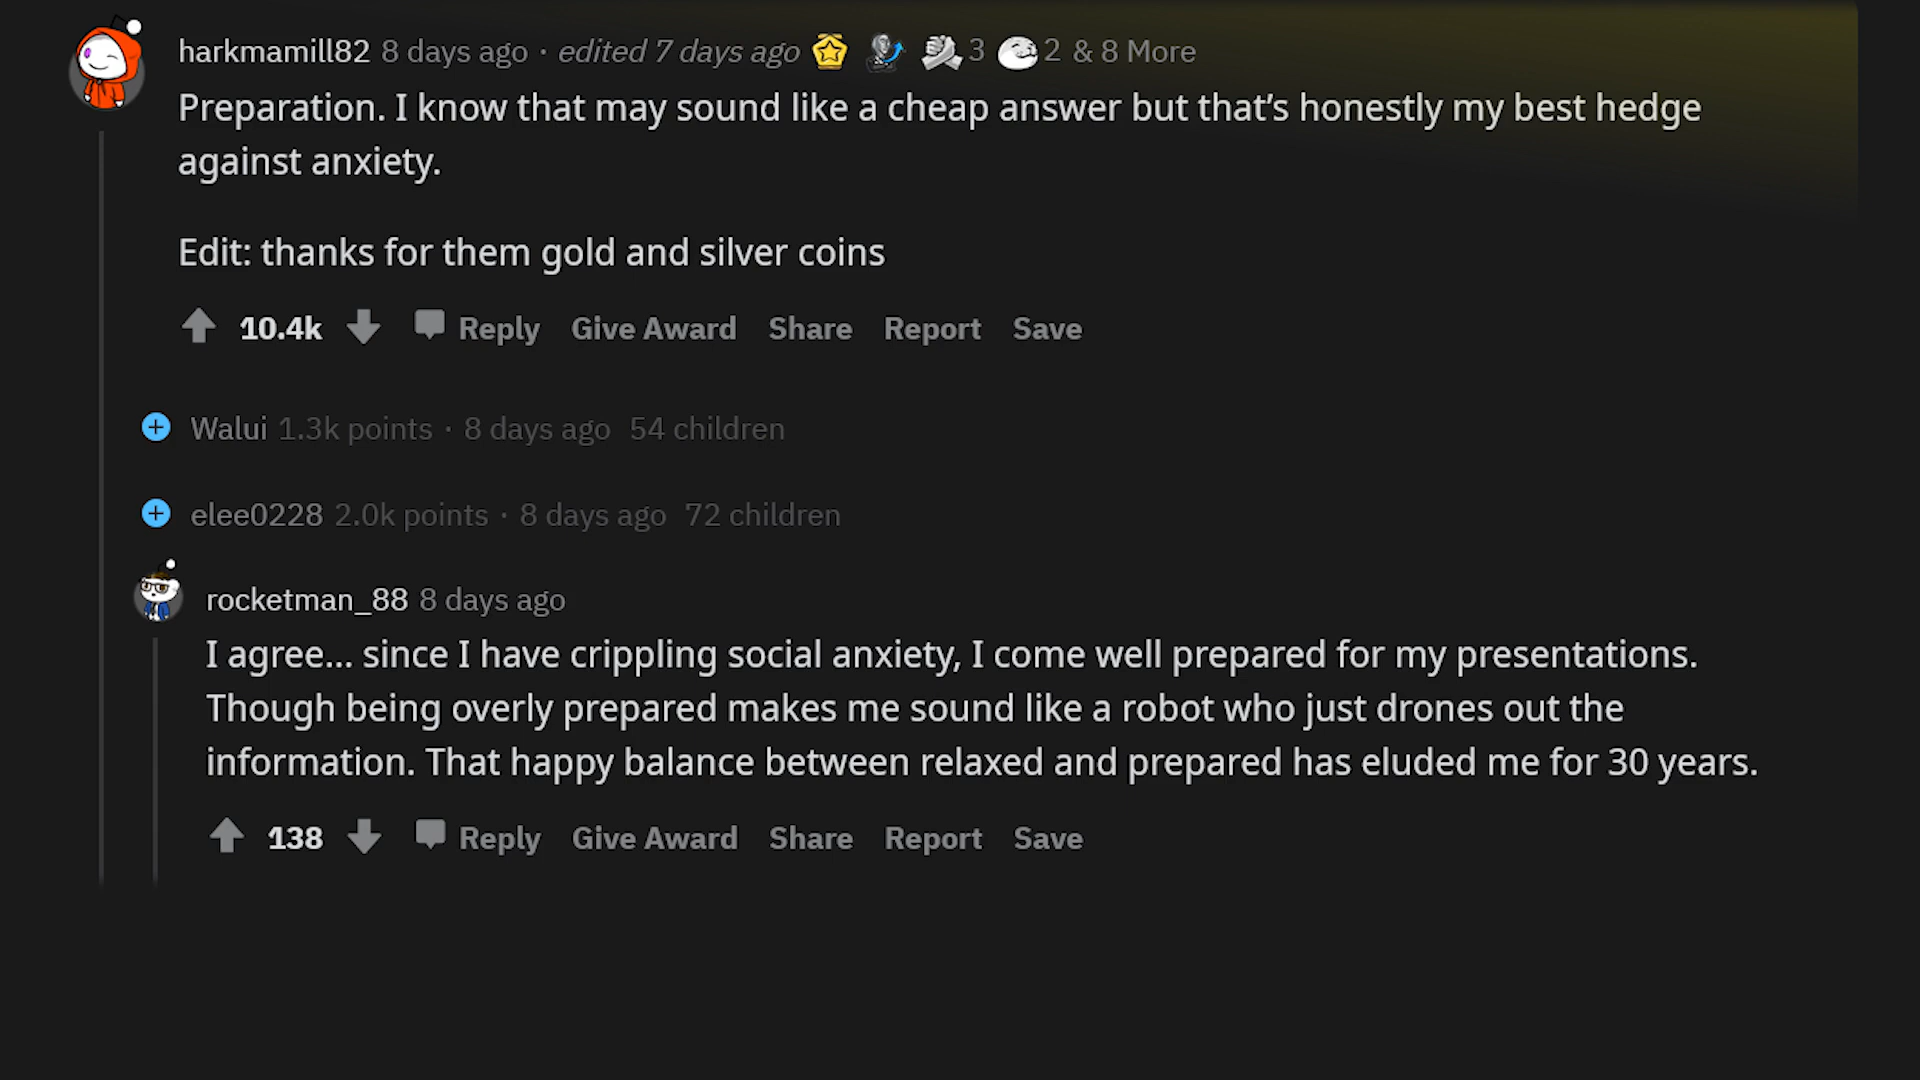 harkmamill82 8 days ago · edited 7 days ago 3 2 & 8 More
Preparation. I know that may sound like a cheap answer but that’s honestly my best hedge
against anxiety.
Edit: thanks for them gold and silver coins
10.4k Reply Give Award Share Report Save
Walui 1.3k points · 8 days ago 54 children
elee0228 2.0k points · 8 days ago 72 children
rocketman_88 8 days ago
I agree... since I have crippling social anxiety, I come well prepared for my presentations.
Though being overly prepared makes me sound like a robot who just drones out the
information. That happy balance between relaxed and prepared has eluded me for 30 years.
138 Reply Give Award Share Report Save